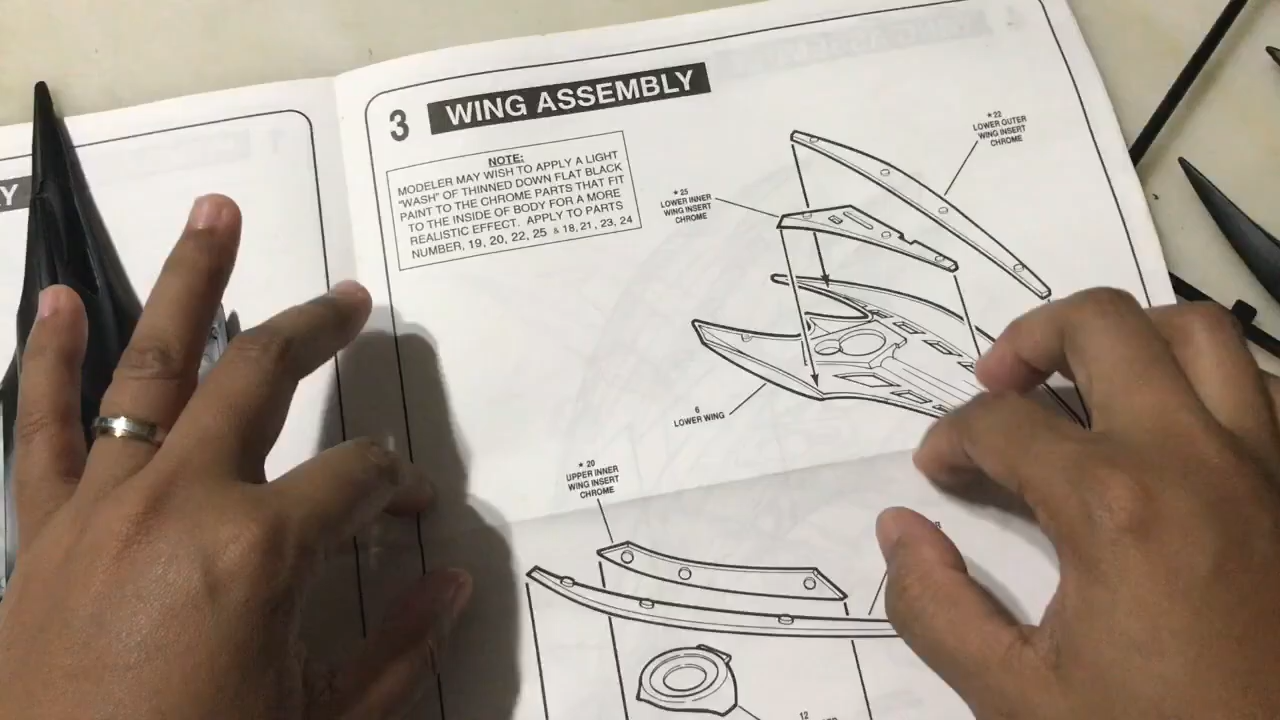 Y
3 WING ASSEMBLY
NOTE:
MODELER MAY WISH TO APPLY A LIGHT
"WASH" OF THINNED DOWN FLAT BLACK
PAINT TO THE CHROME PARTS THAT FIT
TO THE INSIDE OF BODY FOR A MORE
REALISTIC EFFECT. APPLY TO PARTS
NUMBER, 19, 20, 22, 25 & 18, 21, 23, 24
★ 22
LOWER OUTER
WING INSERT
CHROME
★ 25
LOWER INNER
WING INSERT
CHROME
6
LOWER WING
★ 20
UPPER INNER
WING INSERT
CHROME
12